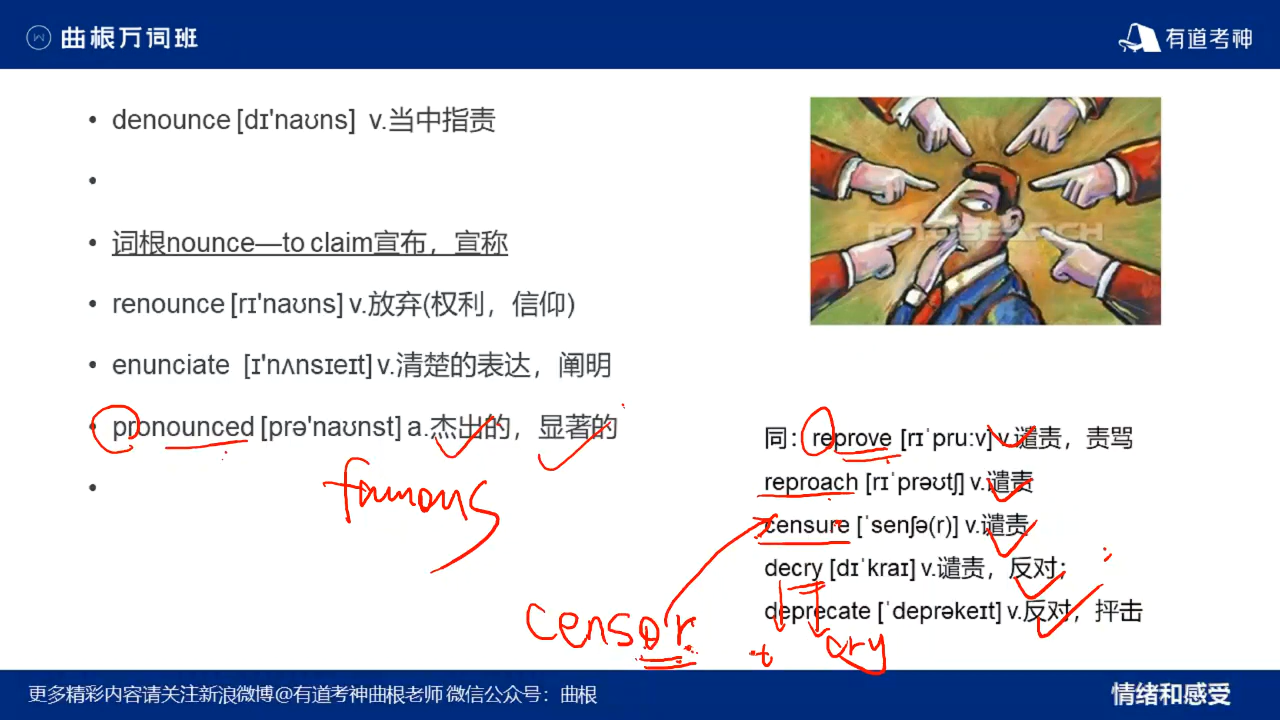 曲根万词班
有道考神
denounce [dɪ'naʊns] v.当中指责
词根nounce—to claim宣布，宣称
renounce [rɪ'naʊns] v.放弃(权利，信仰)
enunciate [ɪ'nʌnsɪeɪt] v.清楚的表达，阐明
pronounced [prə'naʊnst] a.杰出的，显著的
famous
FOTOSEARCH
同：reprove [rɪˈpruːv] v.谴责，责骂
reproach [rɪˈprəʊtʃ] v.谴责
censure [ˈsenʃə(r)] v.谴责
decry [dɪˈkraɪ] v.谴责，反对;
deprecate [ˈdeprəkeɪt] v.反对，抨击
censor
cry
更多精彩内容请关注新浪微博@有道考神曲根老师 微信公众号：曲根
情绪和感受